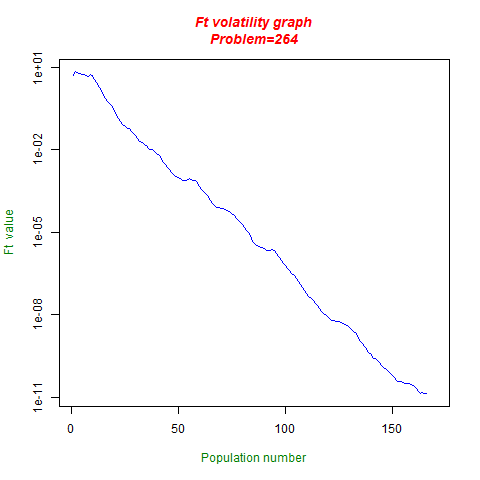 Ft volatility graph
Problem=264
1e+01
1e-02
1e-05
1e-08
1e-11
Ft value
0
50
100
150
Population number